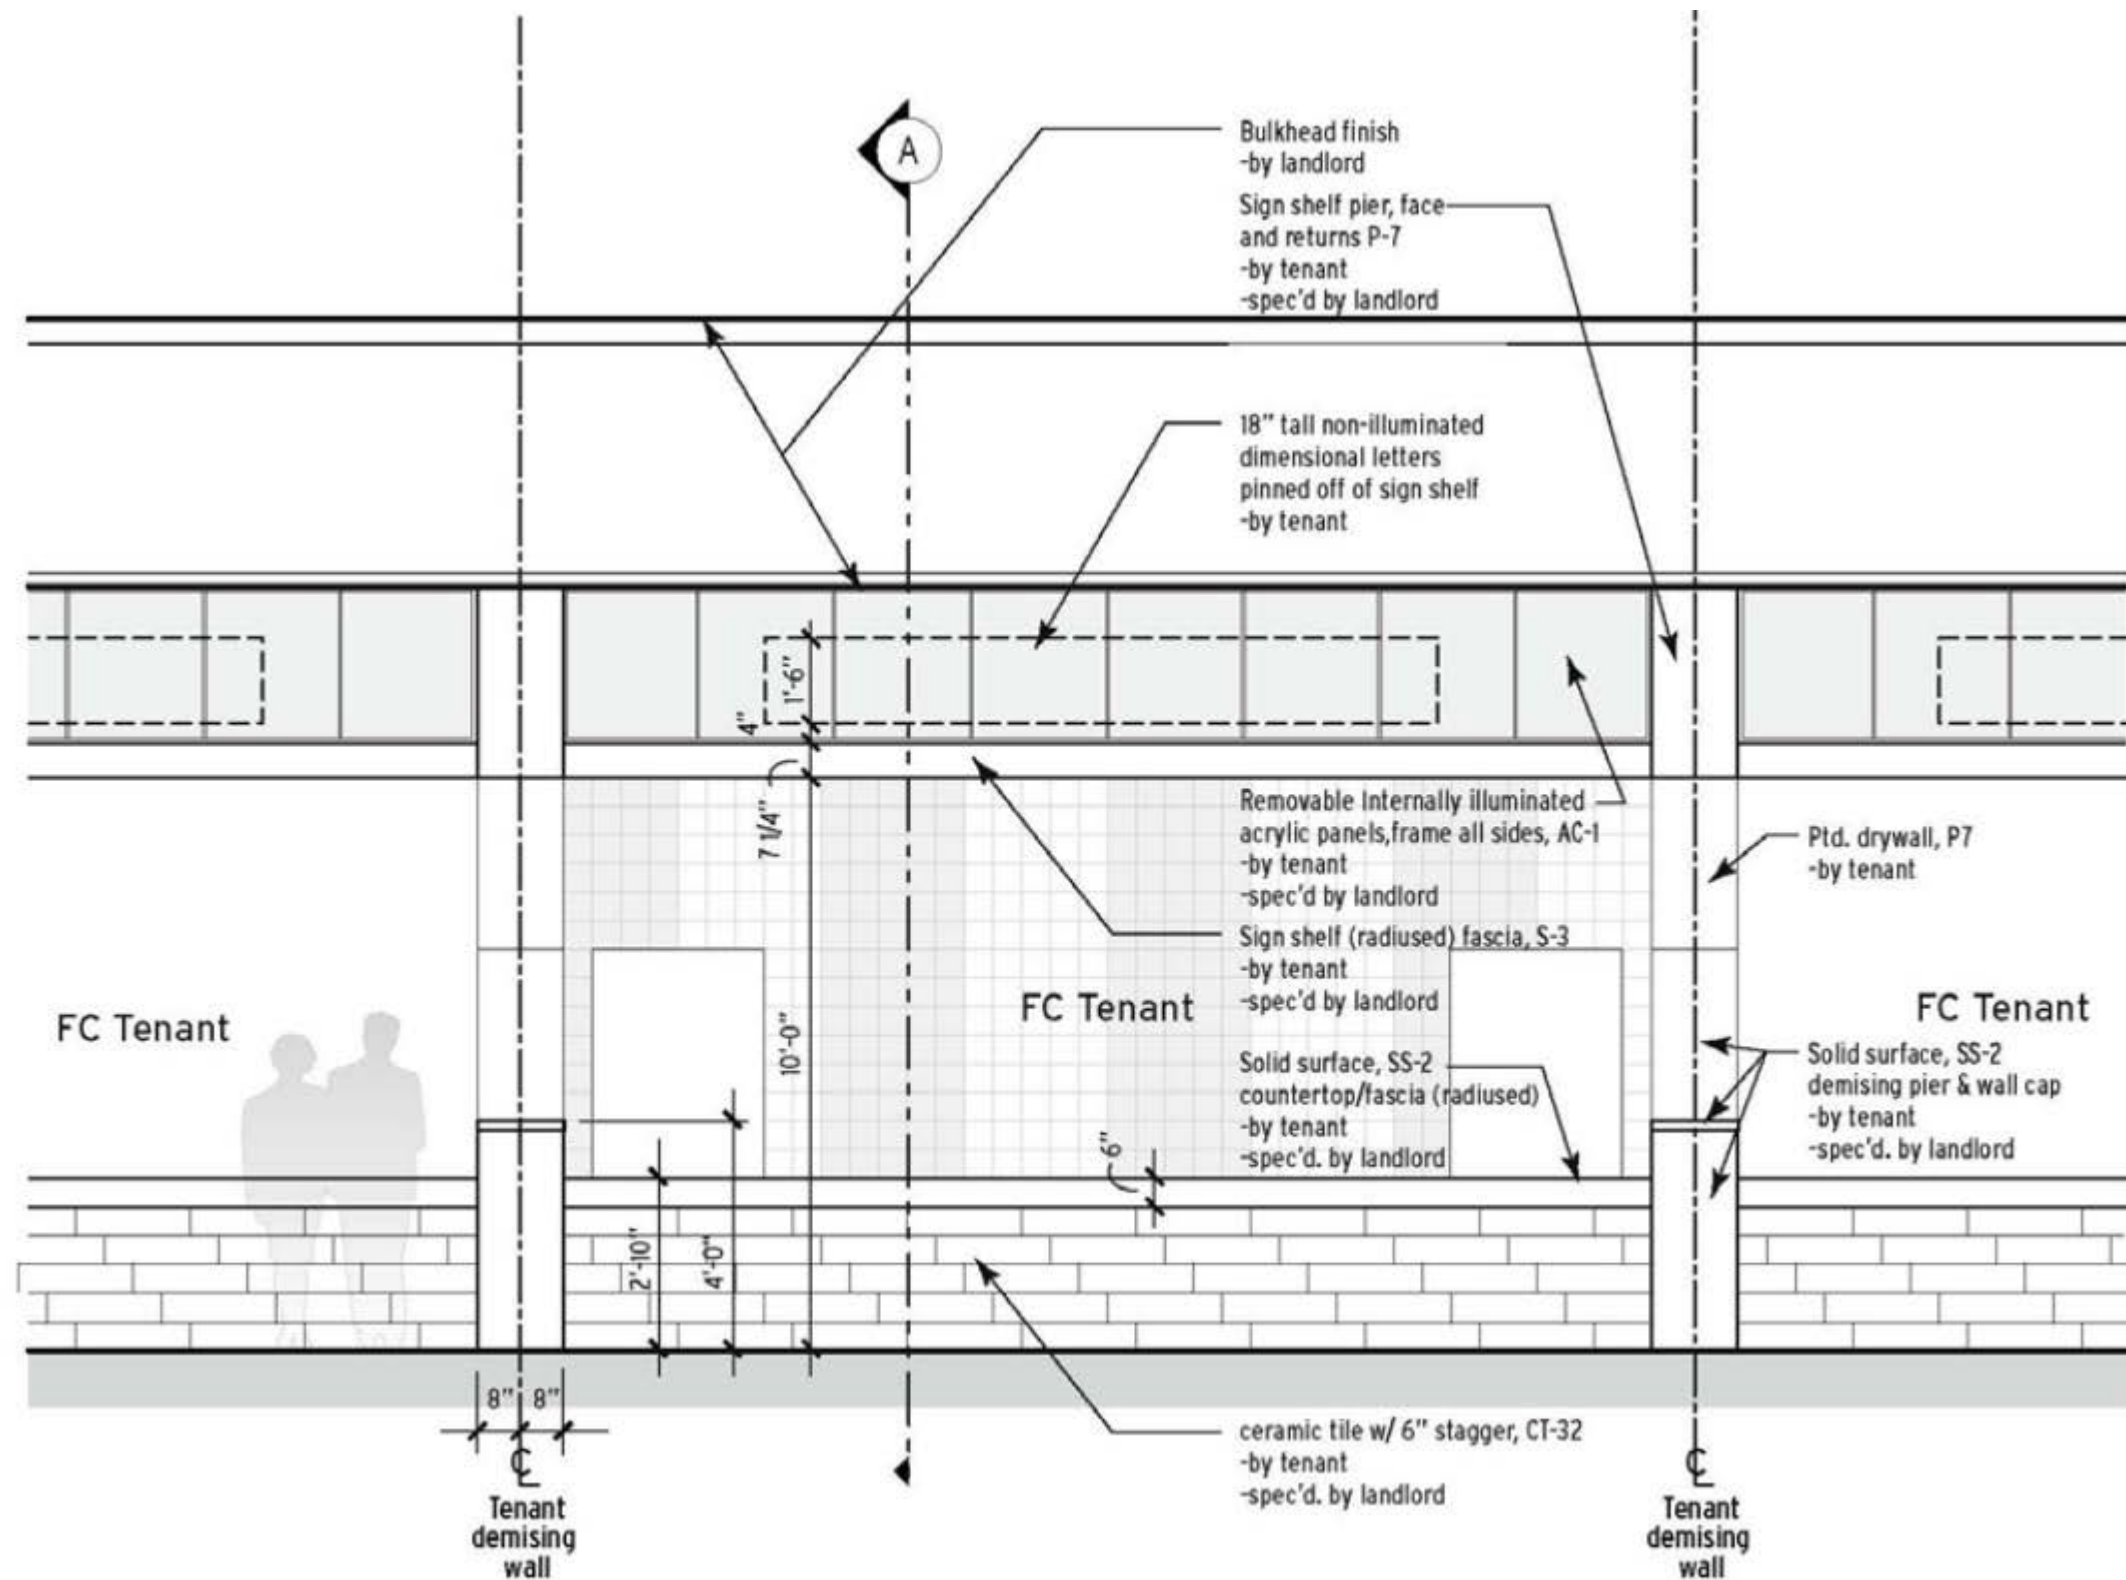 A
Bulkhead finish
-by landlord
Sign shelf pier, face
and returns P-7
-by tenant
-spec'd by landlord
18" tall non-illuminated
dimensional letters
pinned off of sign shelf
-by tenant
1'-6"
4"
7 1/4"
Removable Internally illuminated
acrylic panels,frame all sides, AC-1
-by tenant
-spec'd by landlord
Ptd. drywall, P7
-by tenant
Sign shelf (radiused) fascia, S-3
-by tenant
-spec'd by landlord
FC Tenant
FC Tenant
FC Tenant
10'-0"
Solid surface, SS-2
countertop/fascia (radiused)
-by tenant
-spec'd. by landlord
Solid surface, SS-2
demising pier & wall cap
-by tenant
-spec'd. by landlord
6"
2'-10"
4'-0"
8"
8"
ceramic tile w/ 6" stagger, CT-32
-by tenant
-spec'd. by landlord
℄
Tenant
demising
wall
℄
Tenant
demising
wall